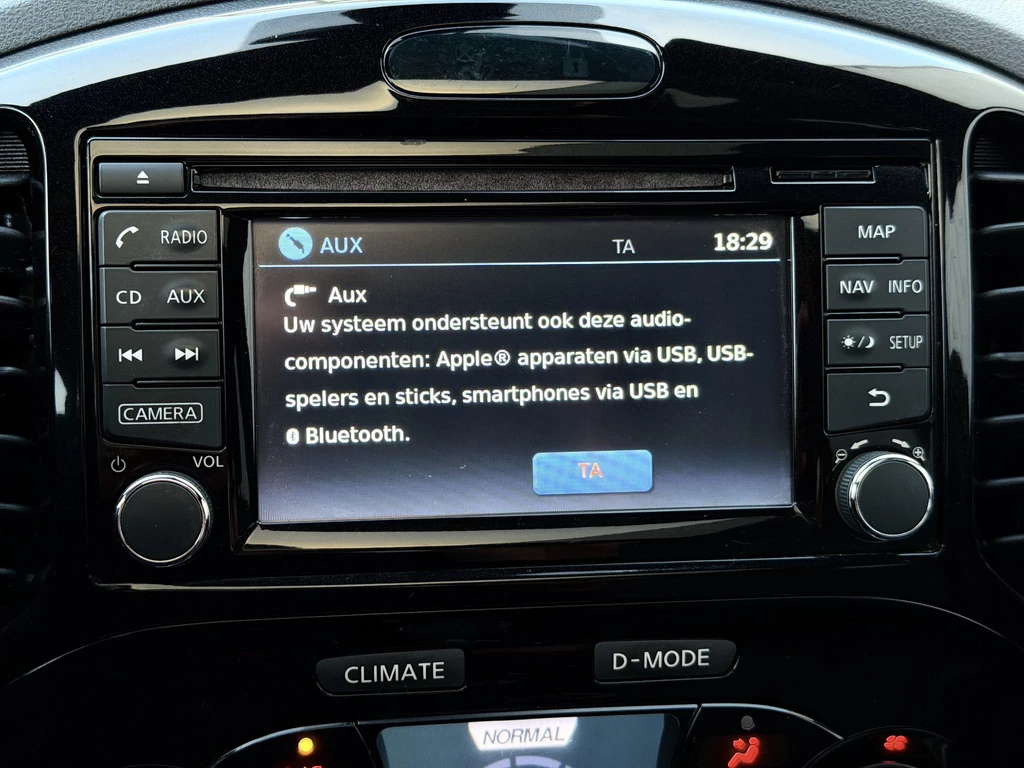 RADIO
CD AUX
CAMERA
VOL
AUX TA 18:29
Aux
Uw systeem ondersteunt ook deze audio-
componenten: Apple® apparaten via USB, USB-
spelers en sticks, smartphones via USB en
Bluetooth.
TA
MAP
NAV INFO
SETUP
CLIMATE
D-MODE
NORMAL